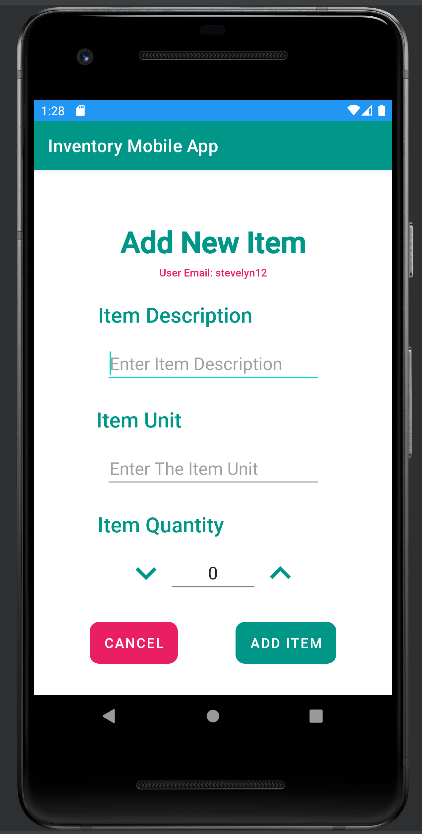 1:28
Inventory Mobile App
Add New Item
User Email: stevelyn12
Item Description
Enter Item Description
Item Unit
Enter The Item Unit
Item Quantity
0
CANCEL ADD ITEM